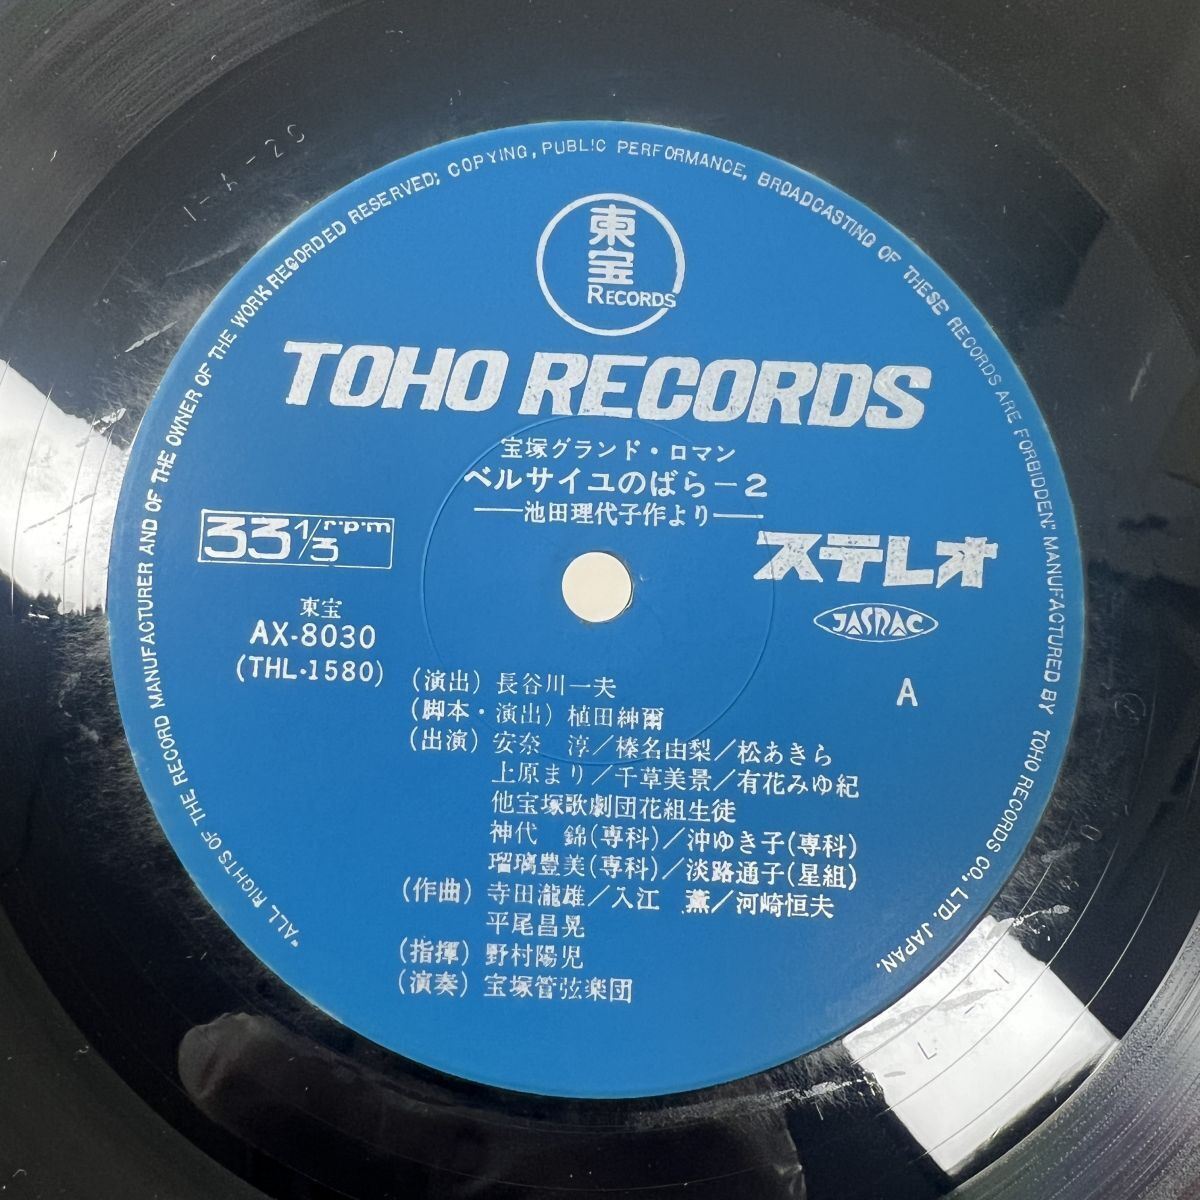 東宝
RECORDS
TOHO RECORDS
宝塚グランド・ロマン
ベルサイユのばら－2
——池田理代子作より——
33 1/3 r.p.m
ステレオ
JASRAC
東宝
AX-8030
(THL・1580)
A
(演出) 長谷川一夫
(脚本・演出) 植田紳爾
(出演) 安奈 淳／榛名由梨／松あきら
上原まり／千草美景／有花みゆ紀
他宝塚歌劇団花組生徒
神代 錦(専科)／沖ゆき子(専科)
瑠璃豊美(専科)／淡路通子(星組)
(作曲) 寺田瀧雄／入江 薫／河崎恒夫
平尾昌晃
(指揮) 野村陽児
(演奏) 宝塚管弦楽団
"ALL RIGHTS OF THE RECORD MANUFACTURER AND OF THE OWNER OF THE WORK RECORDED RESERVED; COPYING, PUBLIC PERFORMANCE, BROADCASTING OF THESE RECORDS ARE FORBIDDEN." MANUFACTURED BY TOHO RECORDS CO., LTD. JAPAN.